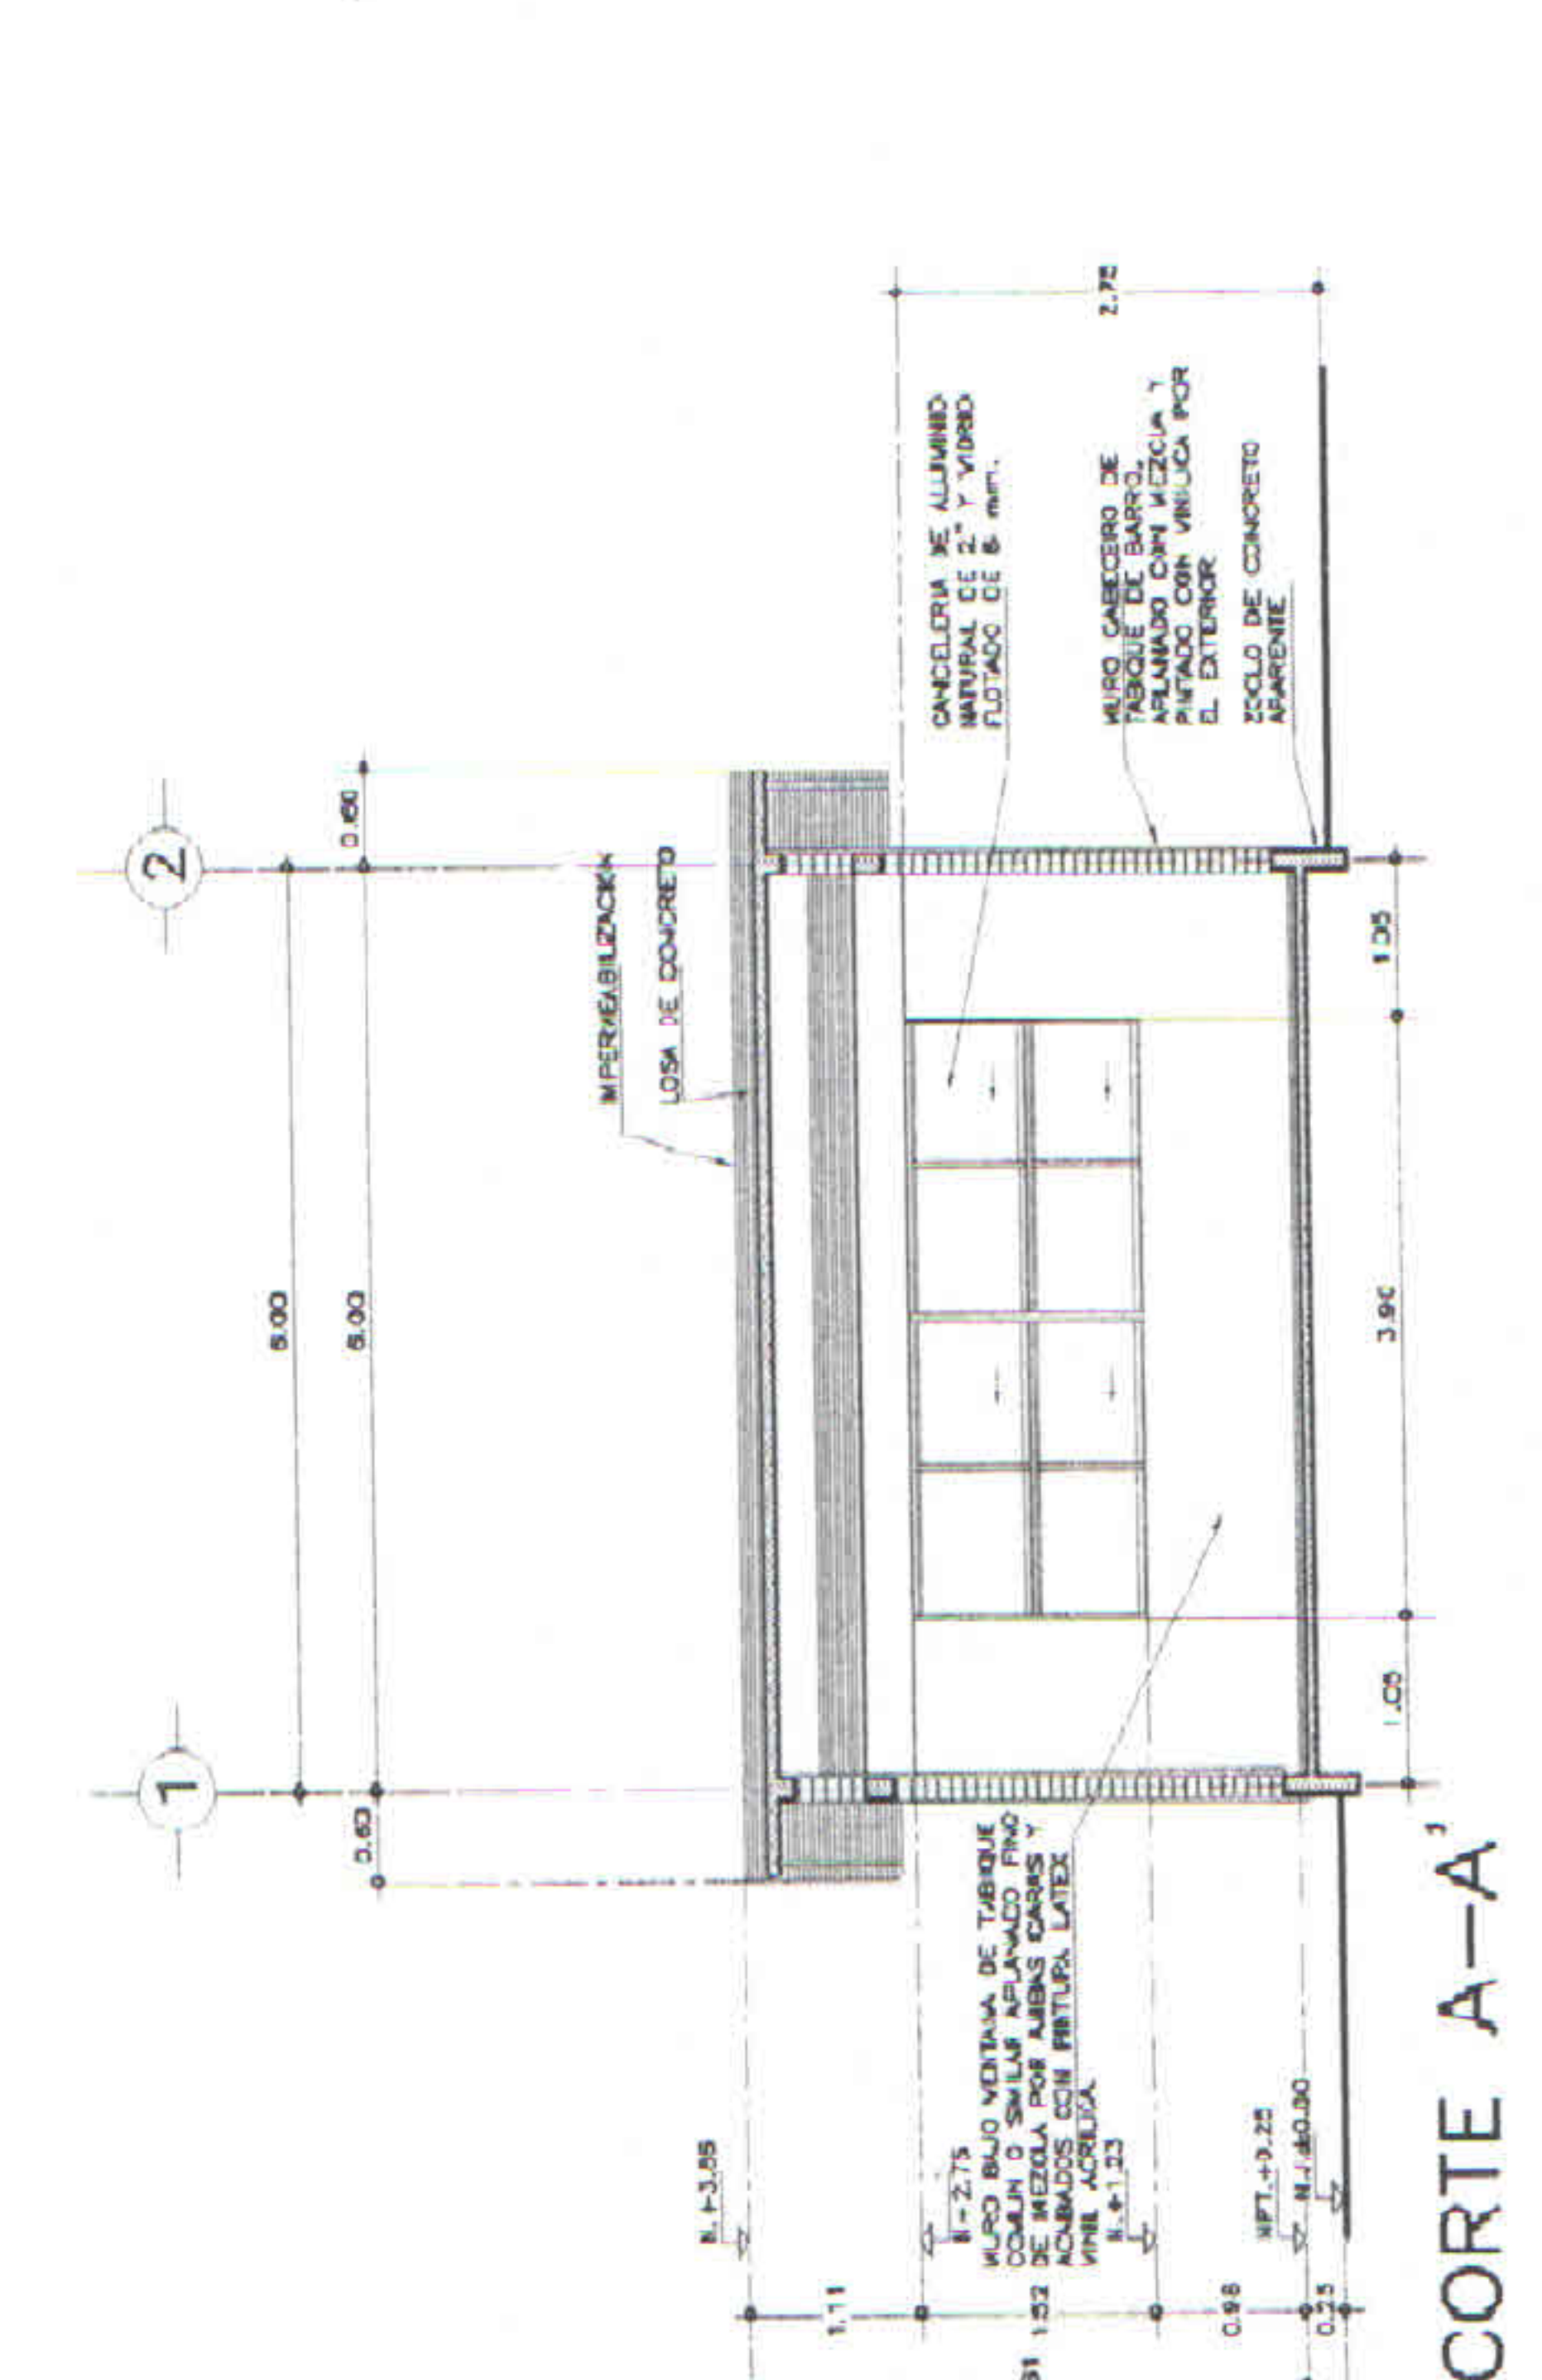 1
2
6.00
0.60
6.00
0.60
IMPERMEABILIZACION
LOSA DE CONCRETO
CANCELERIA DE ALUMINIO
NATURAL DE 2" Y VIDRIO
FLOTADO DE 6 mm.
MURO CABECERO DE
TABIQUE DE BARRO,
APLANADO CON MEZCLA Y
PINTADO CON VINILICA POR
EL EXTERIOR
ZOCLO DE CONCRETO
APARENTE
2.75
N.+3.85
N-2.75
MURO BAJO VENTANA DE TABIQUE
COMUN O SIMILAR APLANADO FINO
DE MEZCLA POR AMBAS CARAS Y
ACABADOS CON PINTURA LATEX
VINIL ACRILICA
N.+1.23
NPT.+0.25
1.11
1.52
0.98
0.25
1.05
3.90
1.05
CORTE A-A'